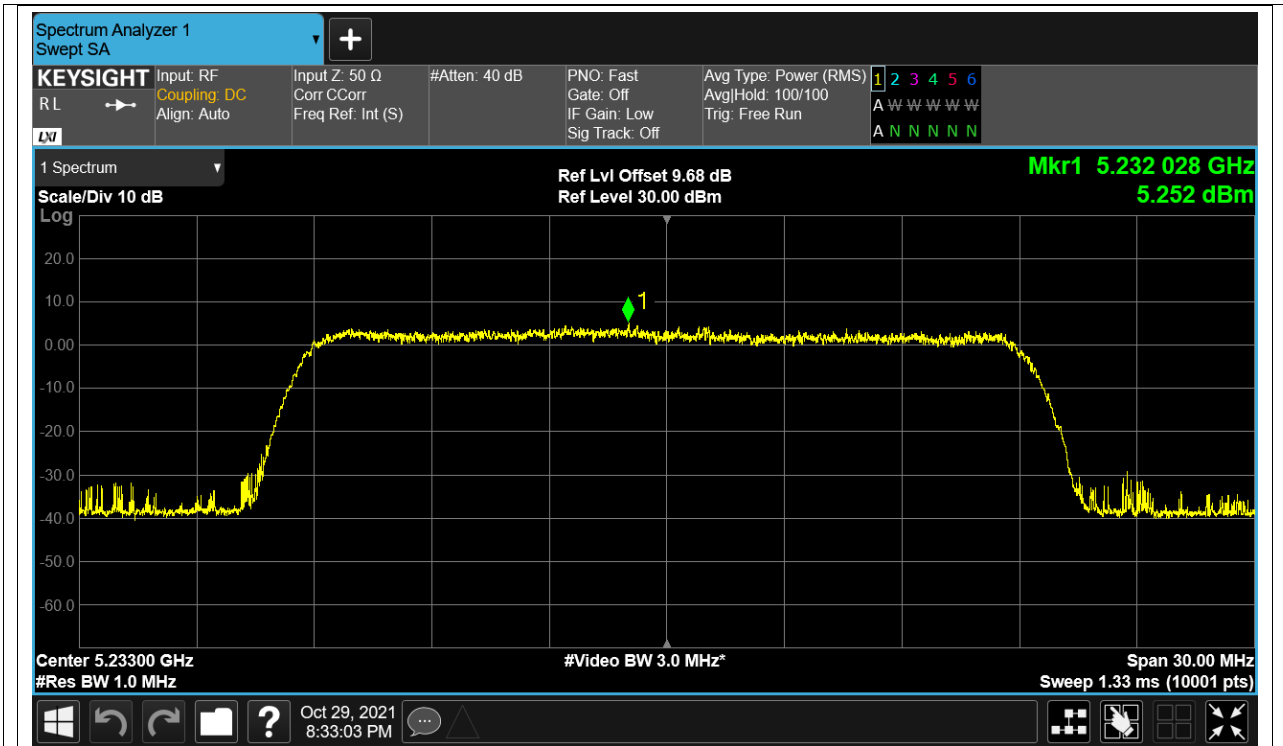 Spectrum Analyzer 1
Swept SA
KEYSIGHT
RL
LXI
Input: RF
Coupling: DC
Align: Auto
Input Z: 50 Ω
Corr CCorr
Freq Ref: Int (S)
#Atten: 40 dB
PNO: Fast
Gate: Off
IF Gain: Low
Sig Track: Off
Avg Type: Power (RMS)
Avg|Hold: 100/100
Trig: Free Run
1 2 3 4 5 6
A W W W W W
A N N N N N
1 Spectrum
Scale/Div 10 dB
Log
Ref Lvl Offset 9.68 dB
Ref Level 30.00 dBm
Mkr1 5.232 028 GHz
5.252 dBm
20.0
10.0
1
0.00
-10.0
-20.0
-30.0
-40.0
-50.0
-60.0
Center 5.23300 GHz
#Res BW 1.0 MHz
#Video BW 3.0 MHz*
Span 30.00 MHz
Sweep 1.33 ms (10001 pts)
?
Oct 29, 2021
8:33:03 PM